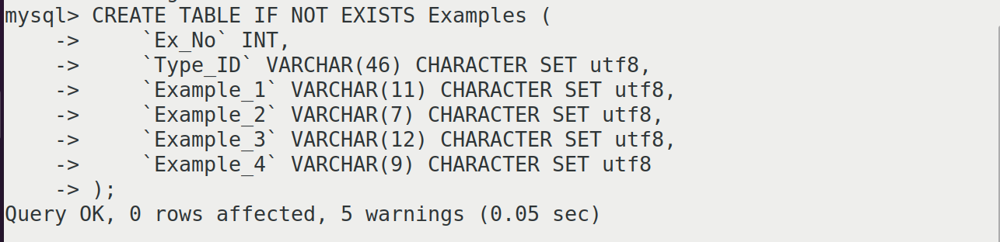 mysql> CREATE TABLE IF NOT EXISTS Examples (
    ->     `Ex_No` INT,
    ->     `Type_ID` VARCHAR(46) CHARACTER SET utf8,
    ->     `Example_1` VARCHAR(11) CHARACTER SET utf8,
    ->     `Example_2` VARCHAR(7) CHARACTER SET utf8,
    ->     `Example_3` VARCHAR(12) CHARACTER SET utf8,
    ->     `Example_4` VARCHAR(9) CHARACTER SET utf8
    -> );
Query OK, 0 rows affected, 5 warnings (0.05 sec)